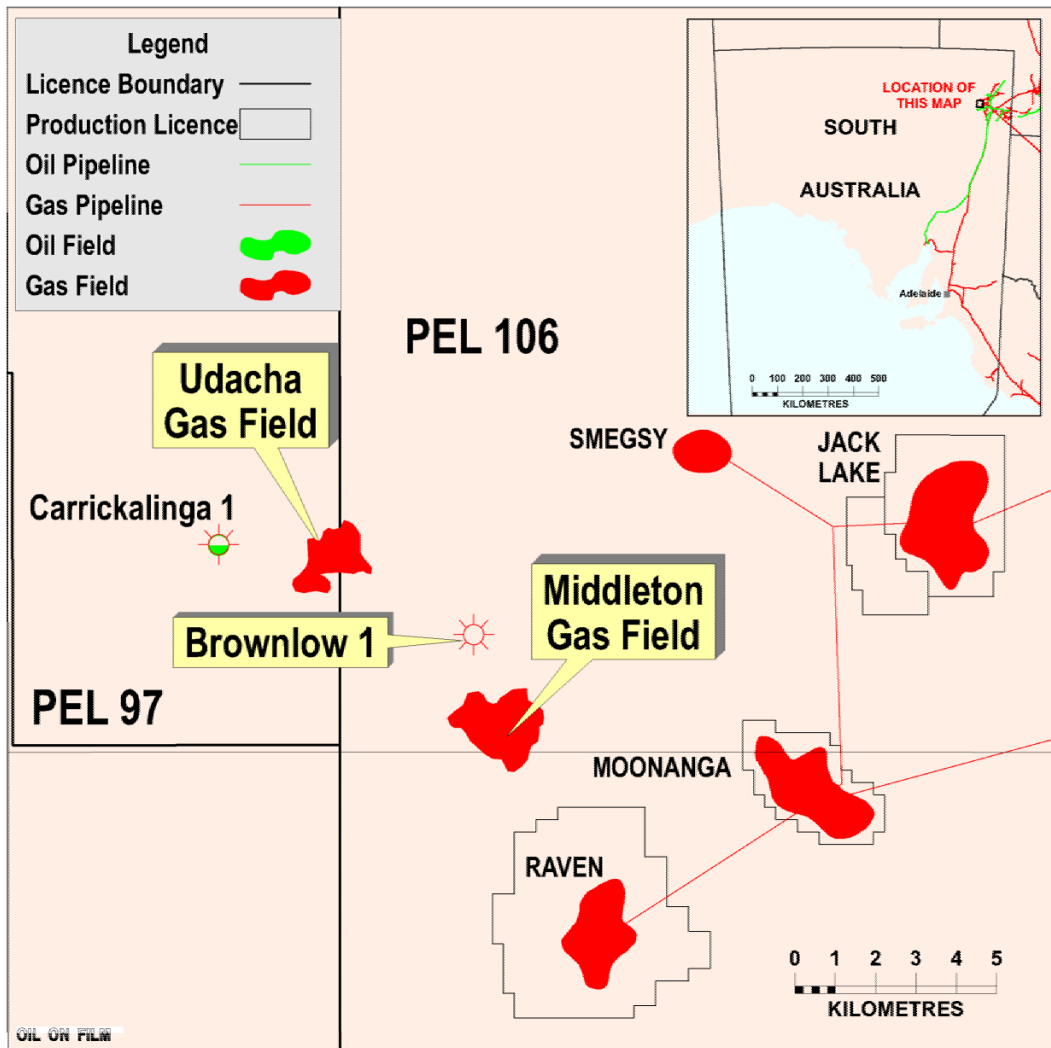 Legend
Licence Boundary
Production Licence
Oil Pipeline
Gas Pipeline
Oil Field
Gas Field
LOCATION OF
THIS MAP
SOUTH
AUSTRALIA
Adelaide
0 100 200 300 400 500
KILOMETRES
PEL 106
Udacha
Gas Field
SMEGSY
JACK
LAKE
Carrickalinga 1
Middleton
Gas Field
Brownlow 1
PEL 97
MOONANGA
RAVEN
0 1 2 3 4 5
KILOMETRES
OIL ON FILM